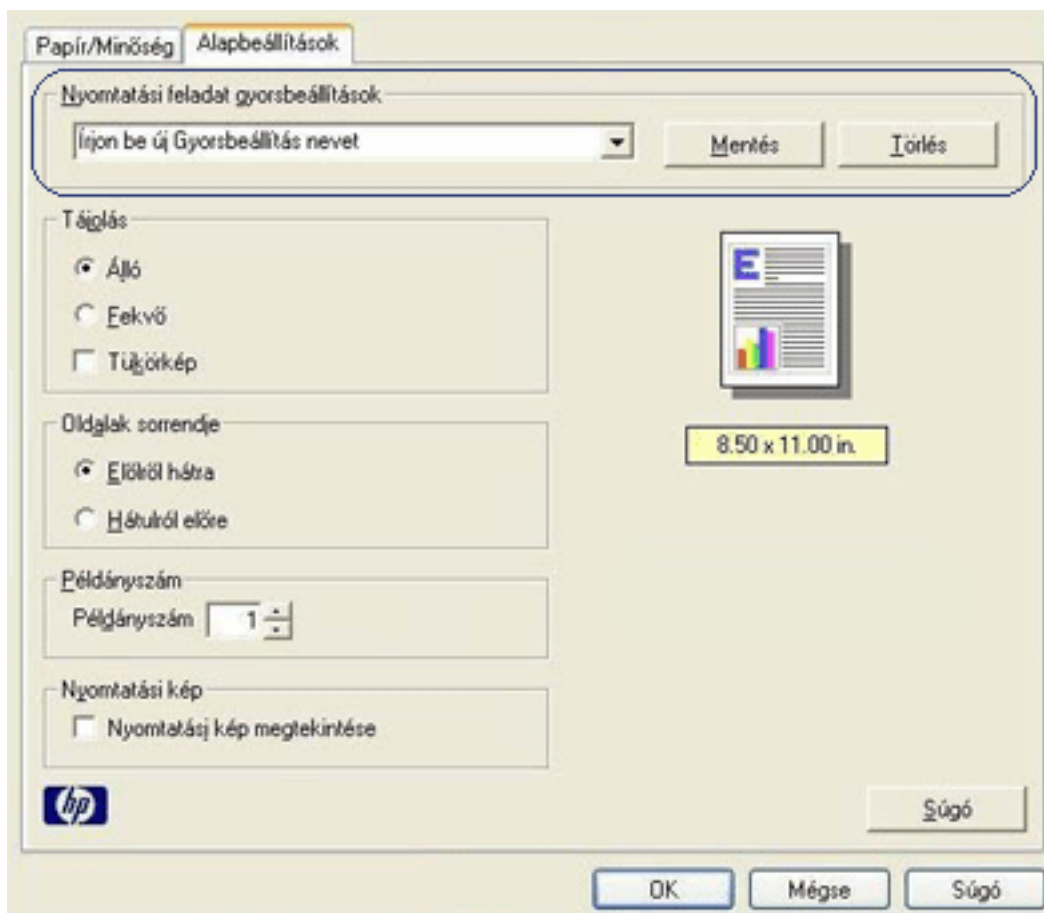 Papír/Minőség
Alapbeállítások
Nyomtatási feladat gyorsbeállítások
Írjon be új Gyorsbeállítás nevet
Mentés
Törlés
Tájolás
Álló
Fekvő
Tükörkép
E
8.50 x 11.00 in.
Oldalak sorrendje
Elölről hátra
Hátulról előre
Példányszám
Példányszám 1
Nyomtatási kép
Nyomtatási kép megtekintése
hp
Súgó
OK
Mégse
Súgó